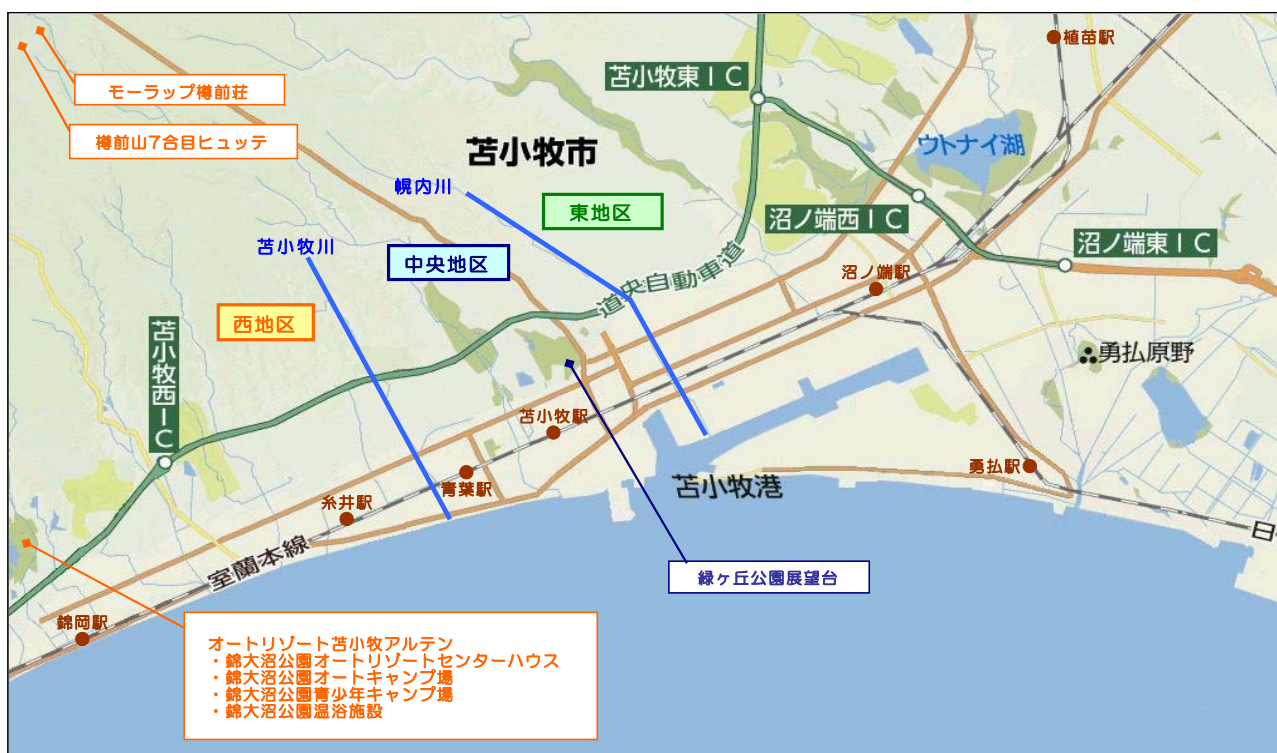 植苗駅
苫小牧東IC
モーラップ樽前荘
樽前山7合目ヒュッテ
苫小牧市
ウトナイ湖
幌内川
東地区
沼ノ端西IC
沼ノ端東IC
苫小牧川
中央地区
沼ノ端駅
道央自動車道
西地区
苫小牧西IC
勇払原野
苫小牧駅
勇払駅
青葉駅
苫小牧港
糸井駅
日
室蘭本線
緑ヶ丘公園展望台
錦岡駅
オートリゾート苫小牧アルテン
・錦大沼公園オートリゾートセンターハウス
・錦大沼公園オートキャンプ場
・錦大沼公園青少年キャンプ場
・錦大沼公園温浴施設